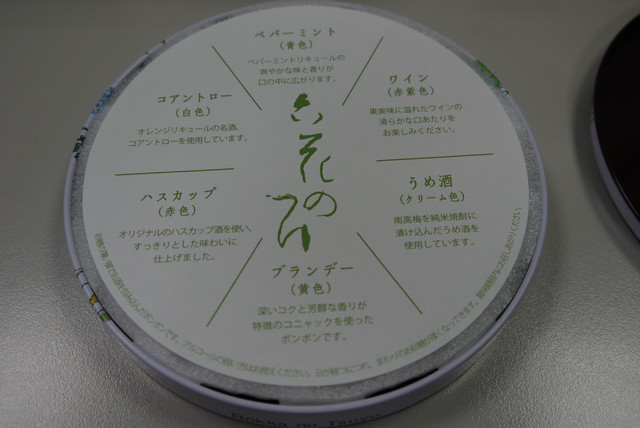 ペパーミント
（青色）
ペパーミントリキュールの
爽やかな味と香りが
口の中に広がります。
ワイン
（赤紫色）
果実味に溢れたワインの
滑らかな口あたりを
お楽しみください。
うめ酒
（クリーム色）
南高梅を純米焼酎に
漬け込んだうめ酒を
使用しています。
ブランデー
（黄色）
深いコクと芳醇な香りが
特徴のコニャックを使った
ボンボンです。
ハスカップ
（赤色）
オリジナルのハスカップ酒を使い、
すっきりとした味わいに
仕上げました。
コアントロー
（白色）
オレンジリキュールの名酒、
コアントローを使用しています。
六花のつゆ
Rokka no Tsuyu